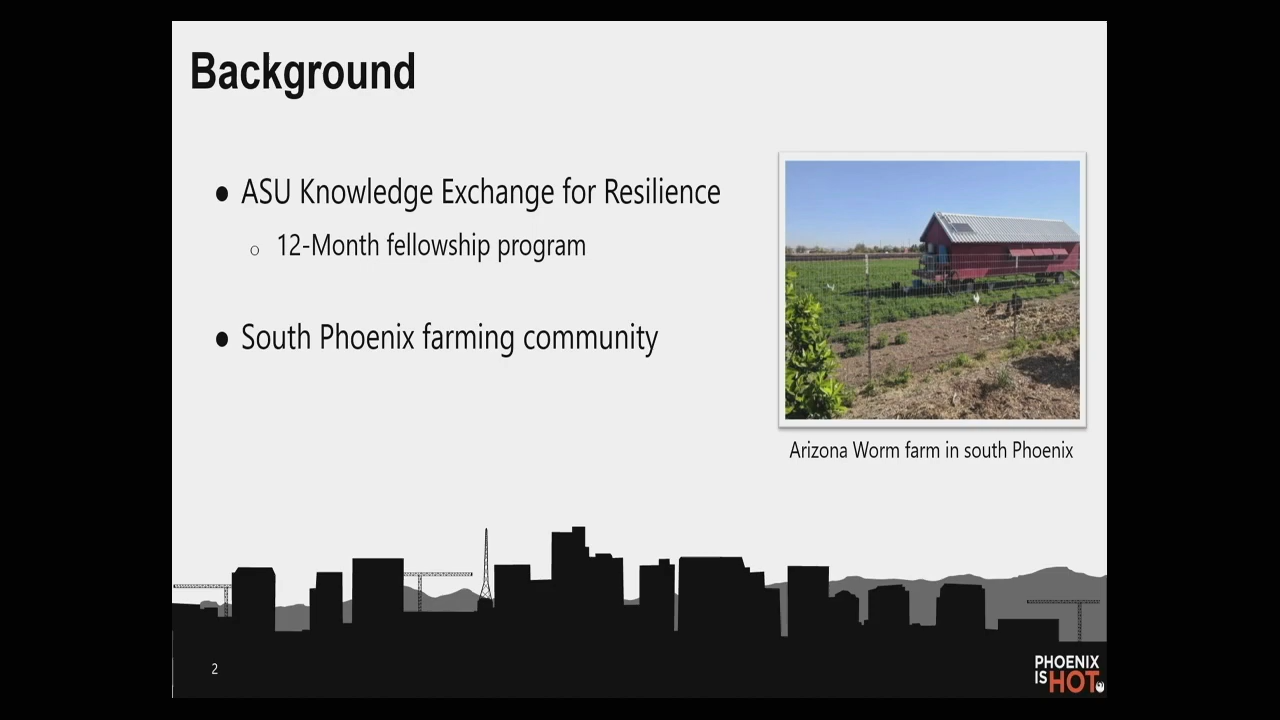 Background
● ASU Knowledge Exchange for Resilience
o 12-Month fellowship program
● South Phoenix farming community
Arizona Worm farm in south Phoenix
2
PHOENIX
IS HOT